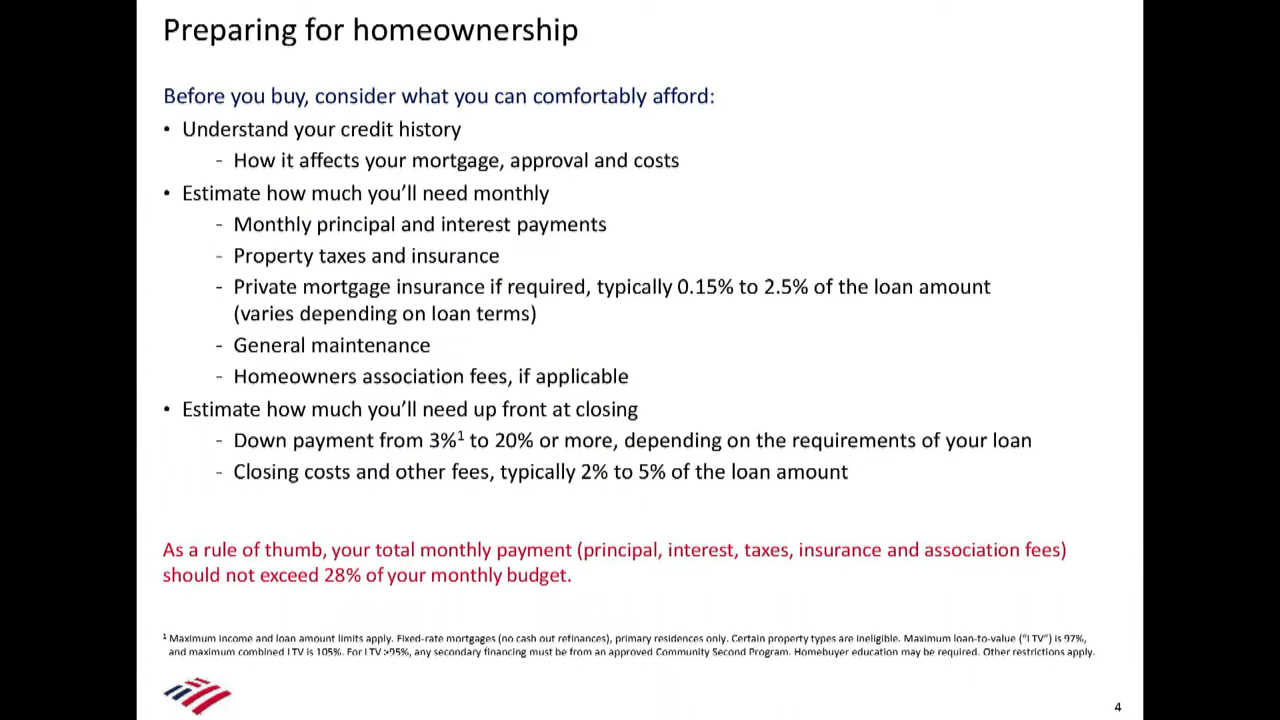 Preparing for homeownership
Before you buy, consider what you can comfortably afford:
• Understand your credit history
- How it affects your mortgage, approval and costs
• Estimate how much you’ll need monthly
- Monthly principal and interest payments
- Property taxes and insurance
- Private mortgage insurance if required, typically 0.15% to 2.5% of the loan amount
(varies depending on loan terms)
- General maintenance
- Homeowners association fees, if applicable
• Estimate how much you’ll need up front at closing
- Down payment from 3%¹ to 20% or more, depending on the requirements of your loan
- Closing costs and other fees, typically 2% to 5% of the loan amount
As a rule of thumb, your total monthly payment (principal, interest, taxes, insurance and association fees)
should not exceed 28% of your monthly budget.
¹ Maximum income and loan amount limits apply. Fixed-rate mortgages (no cash out refinances), primary residences only. Certain property types are ineligible. Maximum loan-to-value (“LTV”) is 97%,
and maximum combined LTV is 105%. For LTV >95%, any secondary financing must be from an approved Community Second Program. Homebuyer education may be required. Other restrictions apply.
4